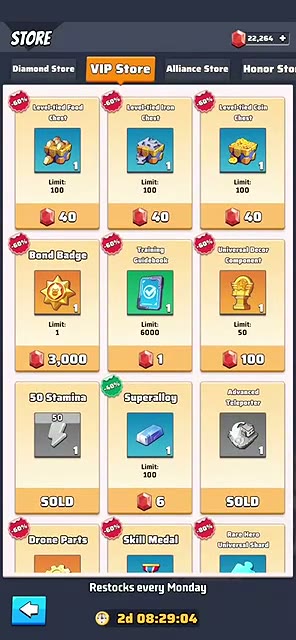 STORE
22,264 +
Diamond Store
VIP Store
Alliance Store
Honor Stor
-60%
-60%
-60%
Level-tied Food
Chest
Level-tied Iron
Chest
Level-tied Coin
Chest
1
1
1
Limit:
100
Limit:
100
Limit:
100
40
40
40
-60%
-60%
-60%
Bond Badge
Training
Guidebook
Universal Decor
Component
1
1
1
Limit:
1
Limit:
6000
Limit:
50
3,000
1
100
50 Stamina
-40%
Superalloy
Advanced
Teleporter
50
1
1
1
Limit:
100
SOLD
6
SOLD
-60%
-60%
-80%
Drone Parts
Skill Medal
Rare Hero
Universal Shard
Restocks every Monday
2d 08:29:04